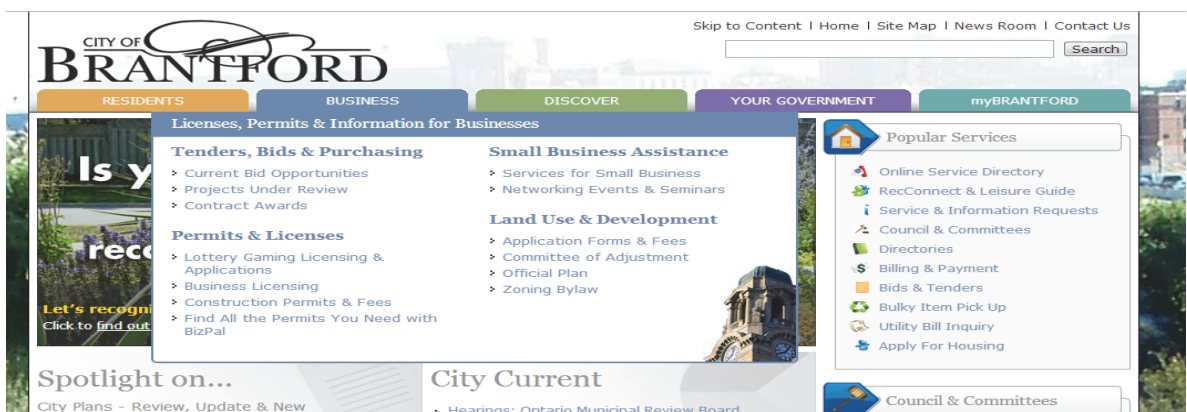 Skip to Content | Home | Site Map | News Room | Contact Us
CITY OF
BRANTFORD
Search
RESIDENTS
BUSINESS
DISCOVER
YOUR GOVERNMENT
myBRANTFORD
Licenses, Permits & Information for Businesses
Tenders, Bids & Purchasing
Current Bid Opportunities
Projects Under Review
Contract Awards
Permits & Licenses
Lottery Gaming Licensing &
Applications
Business Licensing
Construction Permits & Fees
Find All the Permits You Need with
BizPal
Small Business Assistance
Services for Small Business
Networking Events & Seminars
Land Use & Development
Application Forms & Fees
Committee of Adjustment
Official Plan
Zoning Bylaw
Is y
rec
Let's recogni
Click to find out
Popular Services
Online Service Directory
RecConnect & Leisure Guide
Service & Information Requests
Council & Committees
Directories
Billing & Payment
Bids & Tenders
Bulky Item Pick Up
Utility Bill Inquiry
Apply For Housing
Spotlight on...
City Plans - Review, Update & New
City Current
Hearings: Ontario Municipal Review Board
Council & Committees